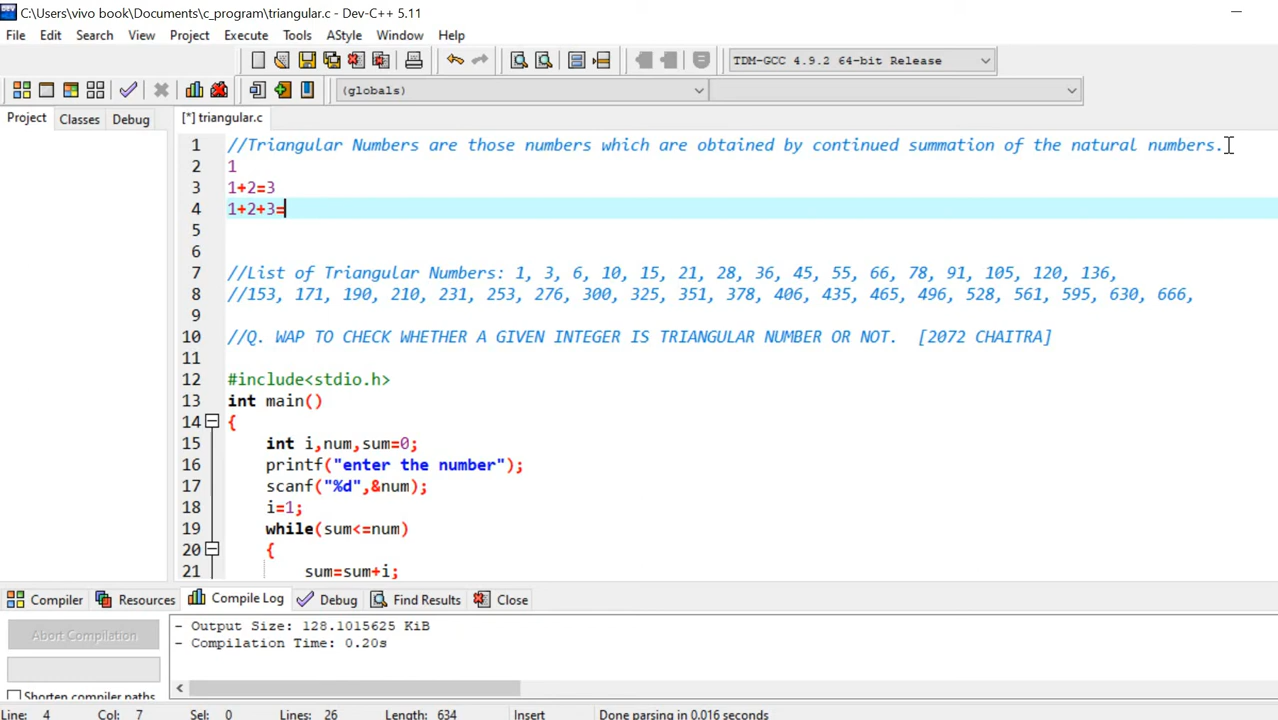 C:\Users\vivo book\Documents\c_program\triangular.c - Dev-C++ 5.11
File Edit Search View Project Execute Tools AStyle Window Help
TDM-GCC 4.9.2 64-bit Release
(globals)
Project Classes Debug [*] triangular.c
1 //Triangular Numbers are those numbers which are obtained by continued summation of the natural numbers.
2 1
3 1+2=3
4 1+2+3=
5
6
7 //List of Triangular Numbers: 1, 3, 6, 10, 15, 21, 28, 36, 45, 55, 66, 78, 91, 105, 120, 136,
8 //153, 171, 190, 210, 231, 253, 276, 300, 325, 351, 378, 406, 435, 465, 496, 528, 561, 595, 630, 666,
9
10 //Q. WAP TO CHECK WHETHER A GIVEN INTEGER IS TRIANGULAR NUMBER OR NOT. [2072 CHAITRA]
11
12 #include<stdio.h>
13 int main()
14 {
15 int i,num,sum=0;
16 printf("enter the number");
17 scanf("%d",&num);
18 i=1;
19 while(sum<=num)
20 {
21 sum=sum+i;
Compiler Resources Compile Log Debug Find Results Close
Abort Compilation
- Output Size: 128.1015625 KiB
- Compilation Time: 0.20s
Shorten compiler paths
Line: 4 Col: 7 Sel: 0 Lines: 26 Length: 634 Insert Done parsing in 0.016 seconds